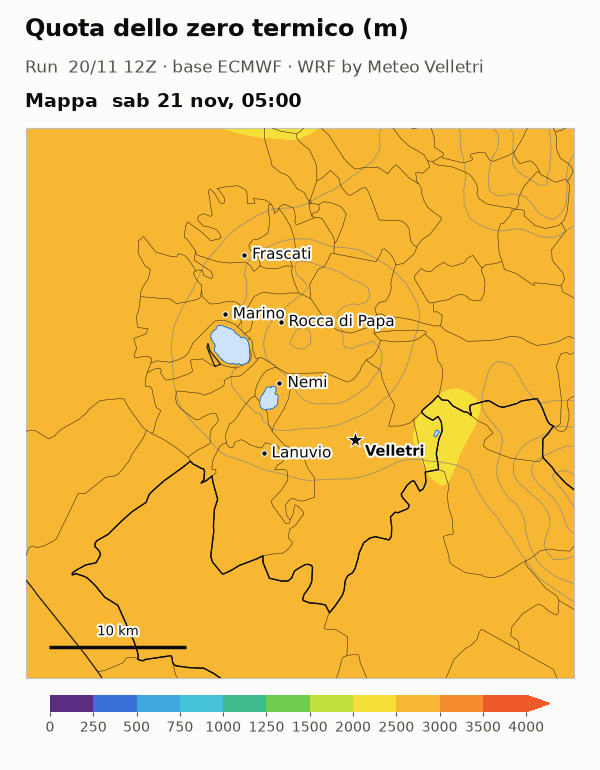 Quota dello zero termico (m)
Run  20/11 12Z · base ECMWF · WRF by Meteo Velletri
Mappa  sab 21 nov, 05:00
Frascati
Marino
Rocca di Papa
Nemi
Velletri
Lanuvio
10 km
0 250 500 750 1000 1250 1500 2000 2500 3000 3500 4000